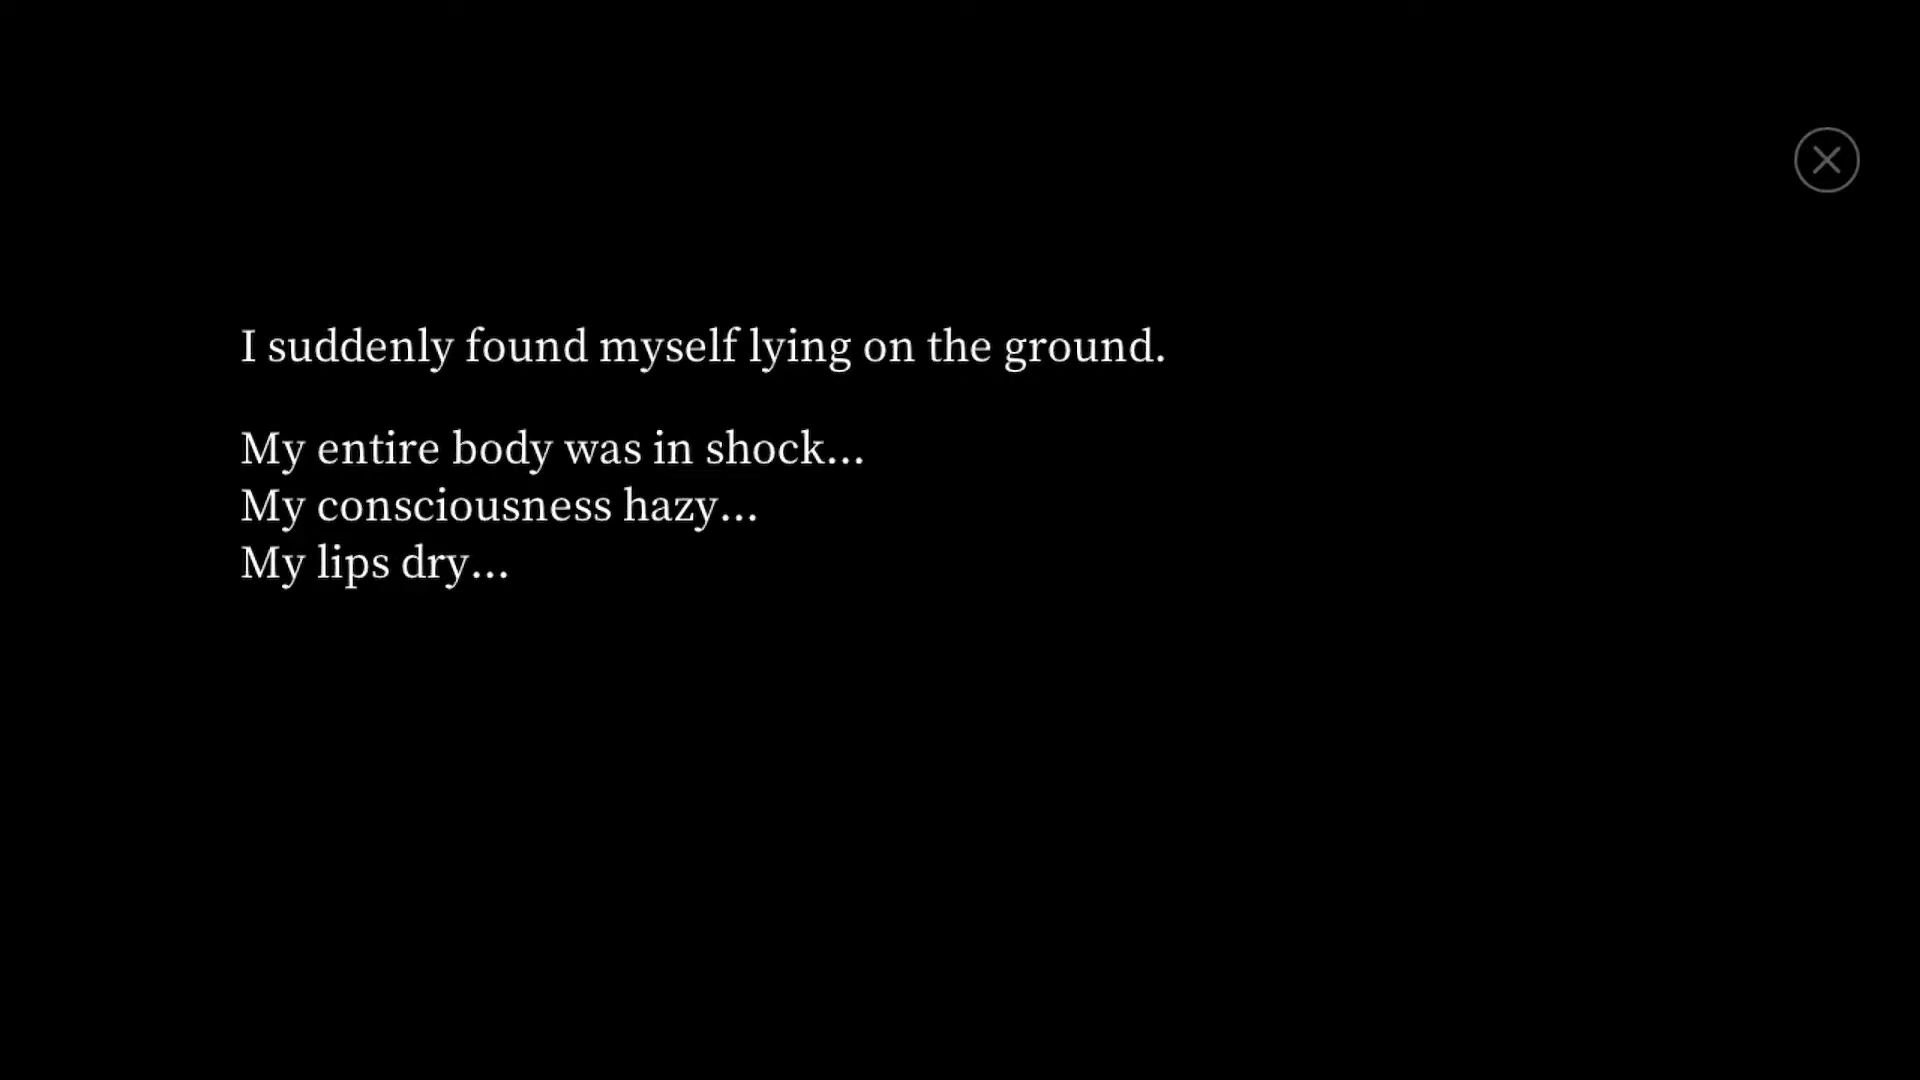 I suddenly found myself lying on the ground.
My entire body was in shock...
My consciousness hazy...
My lips dry...